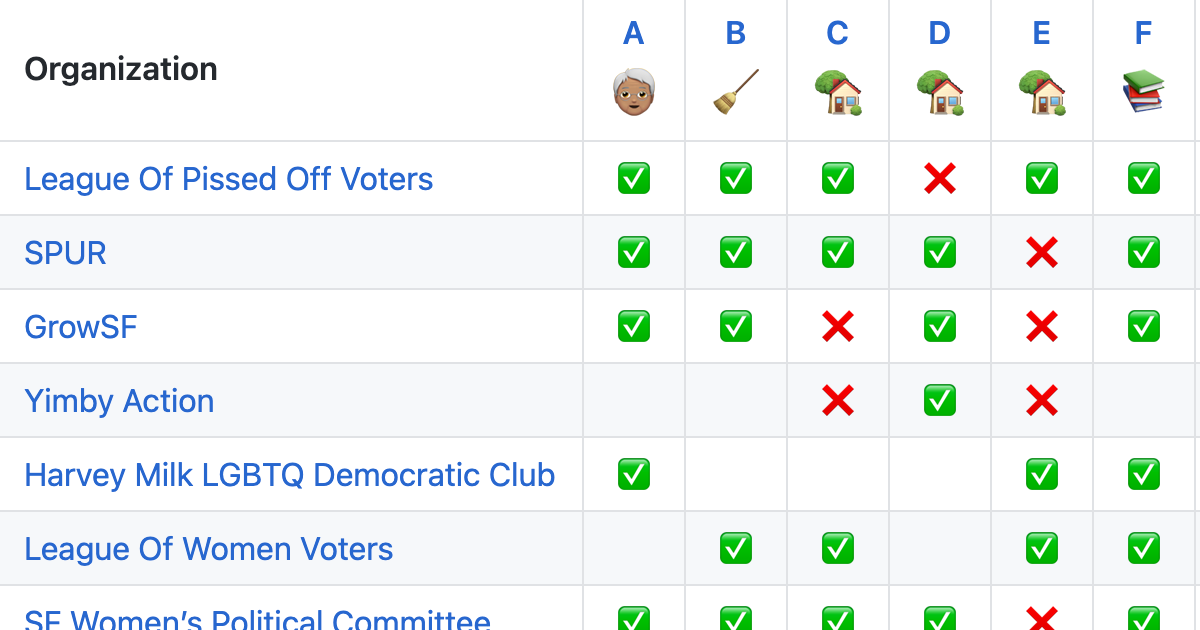 Organization A B C D E F
League Of Pissed Off Voters ✅ ✅ ✅ ❌ ✅ ✅
SPUR ✅ ✅ ✅ ✅ ❌ ✅
GrowSF ✅ ✅ ❌ ✅ ❌ ✅
Yimby Action ❌ ✅ ❌
Harvey Milk LGBTQ Democratic Club ✅ ✅ ✅
League Of Women Voters ✅ ✅ ✅ ✅
SF Women’s Political Committee ✅ ✅ ✅ ✅ ❌ ✅